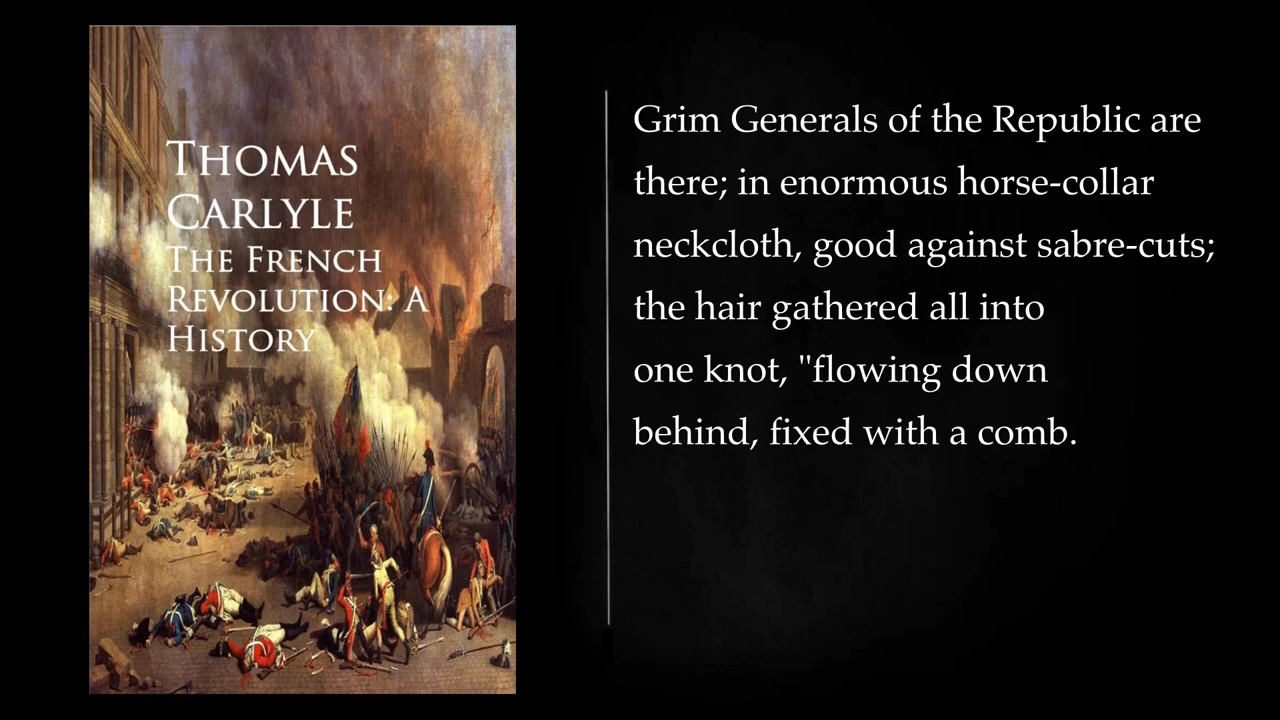 THOMAS
CARLYLE
THE FRENCH
REVOLUTION: A
HISTORY
Grim Generals of the Republic are
there; in enormous horse-collar
neckcloth, good against sabre-cuts;
the hair gathered all into
one knot, "flowing down
behind, fixed with a comb.